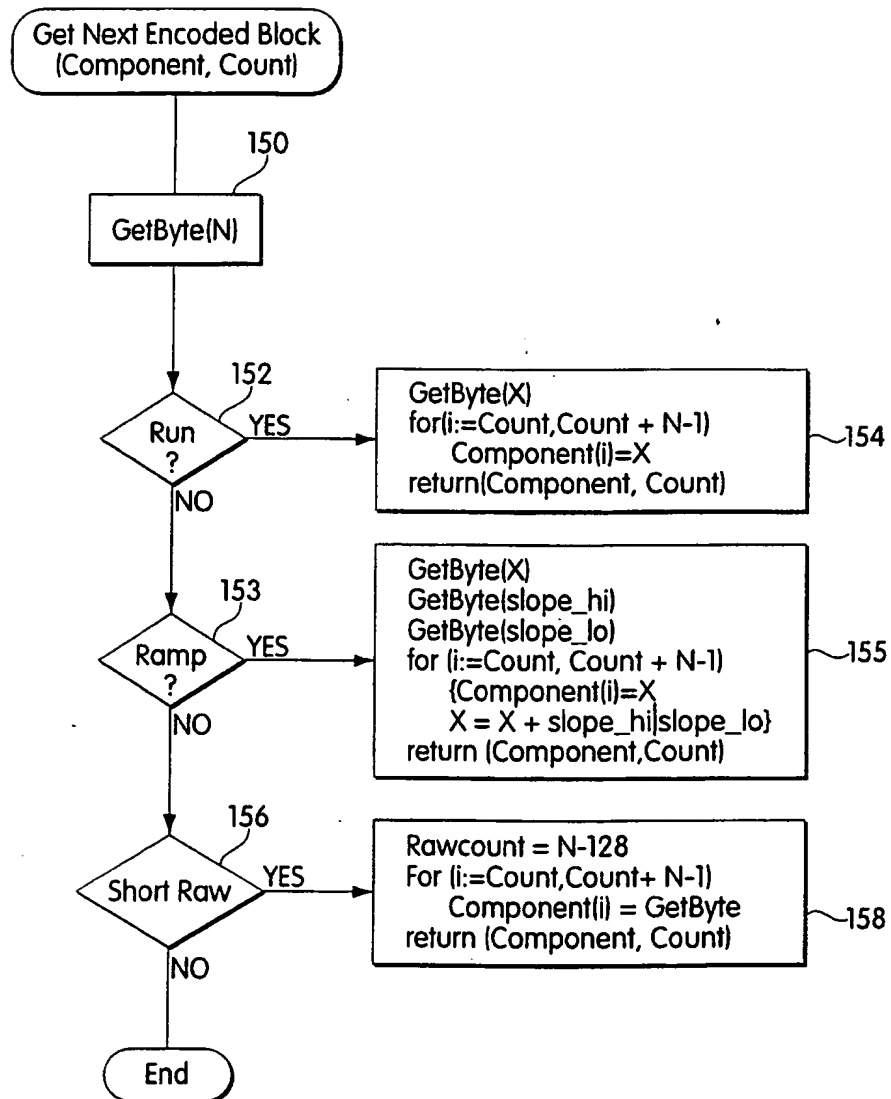 Get Next Encoded Block
(Component, Count)
150
GetByte(N)
152
Run
?
YES
NO
GetByte(X)
for(i:=Count,Count + N-1)
Component(i)=X
return(Component, Count)
154
153
Ramp
?
YES
NO
GetByte(X)
GetByte(slope_hi)
GetByte(slope_lo)
for (i:=Count, Count + N-1)
{Component(i)=X
X = X + slope_hi|slope_lo}
return (Component,Count)
155
156
Short Raw
YES
NO
Rawcount = N-128
For (i:=Count,Count+ N-1)
Component(i) = GetByte
return (Component, Count)
158
End